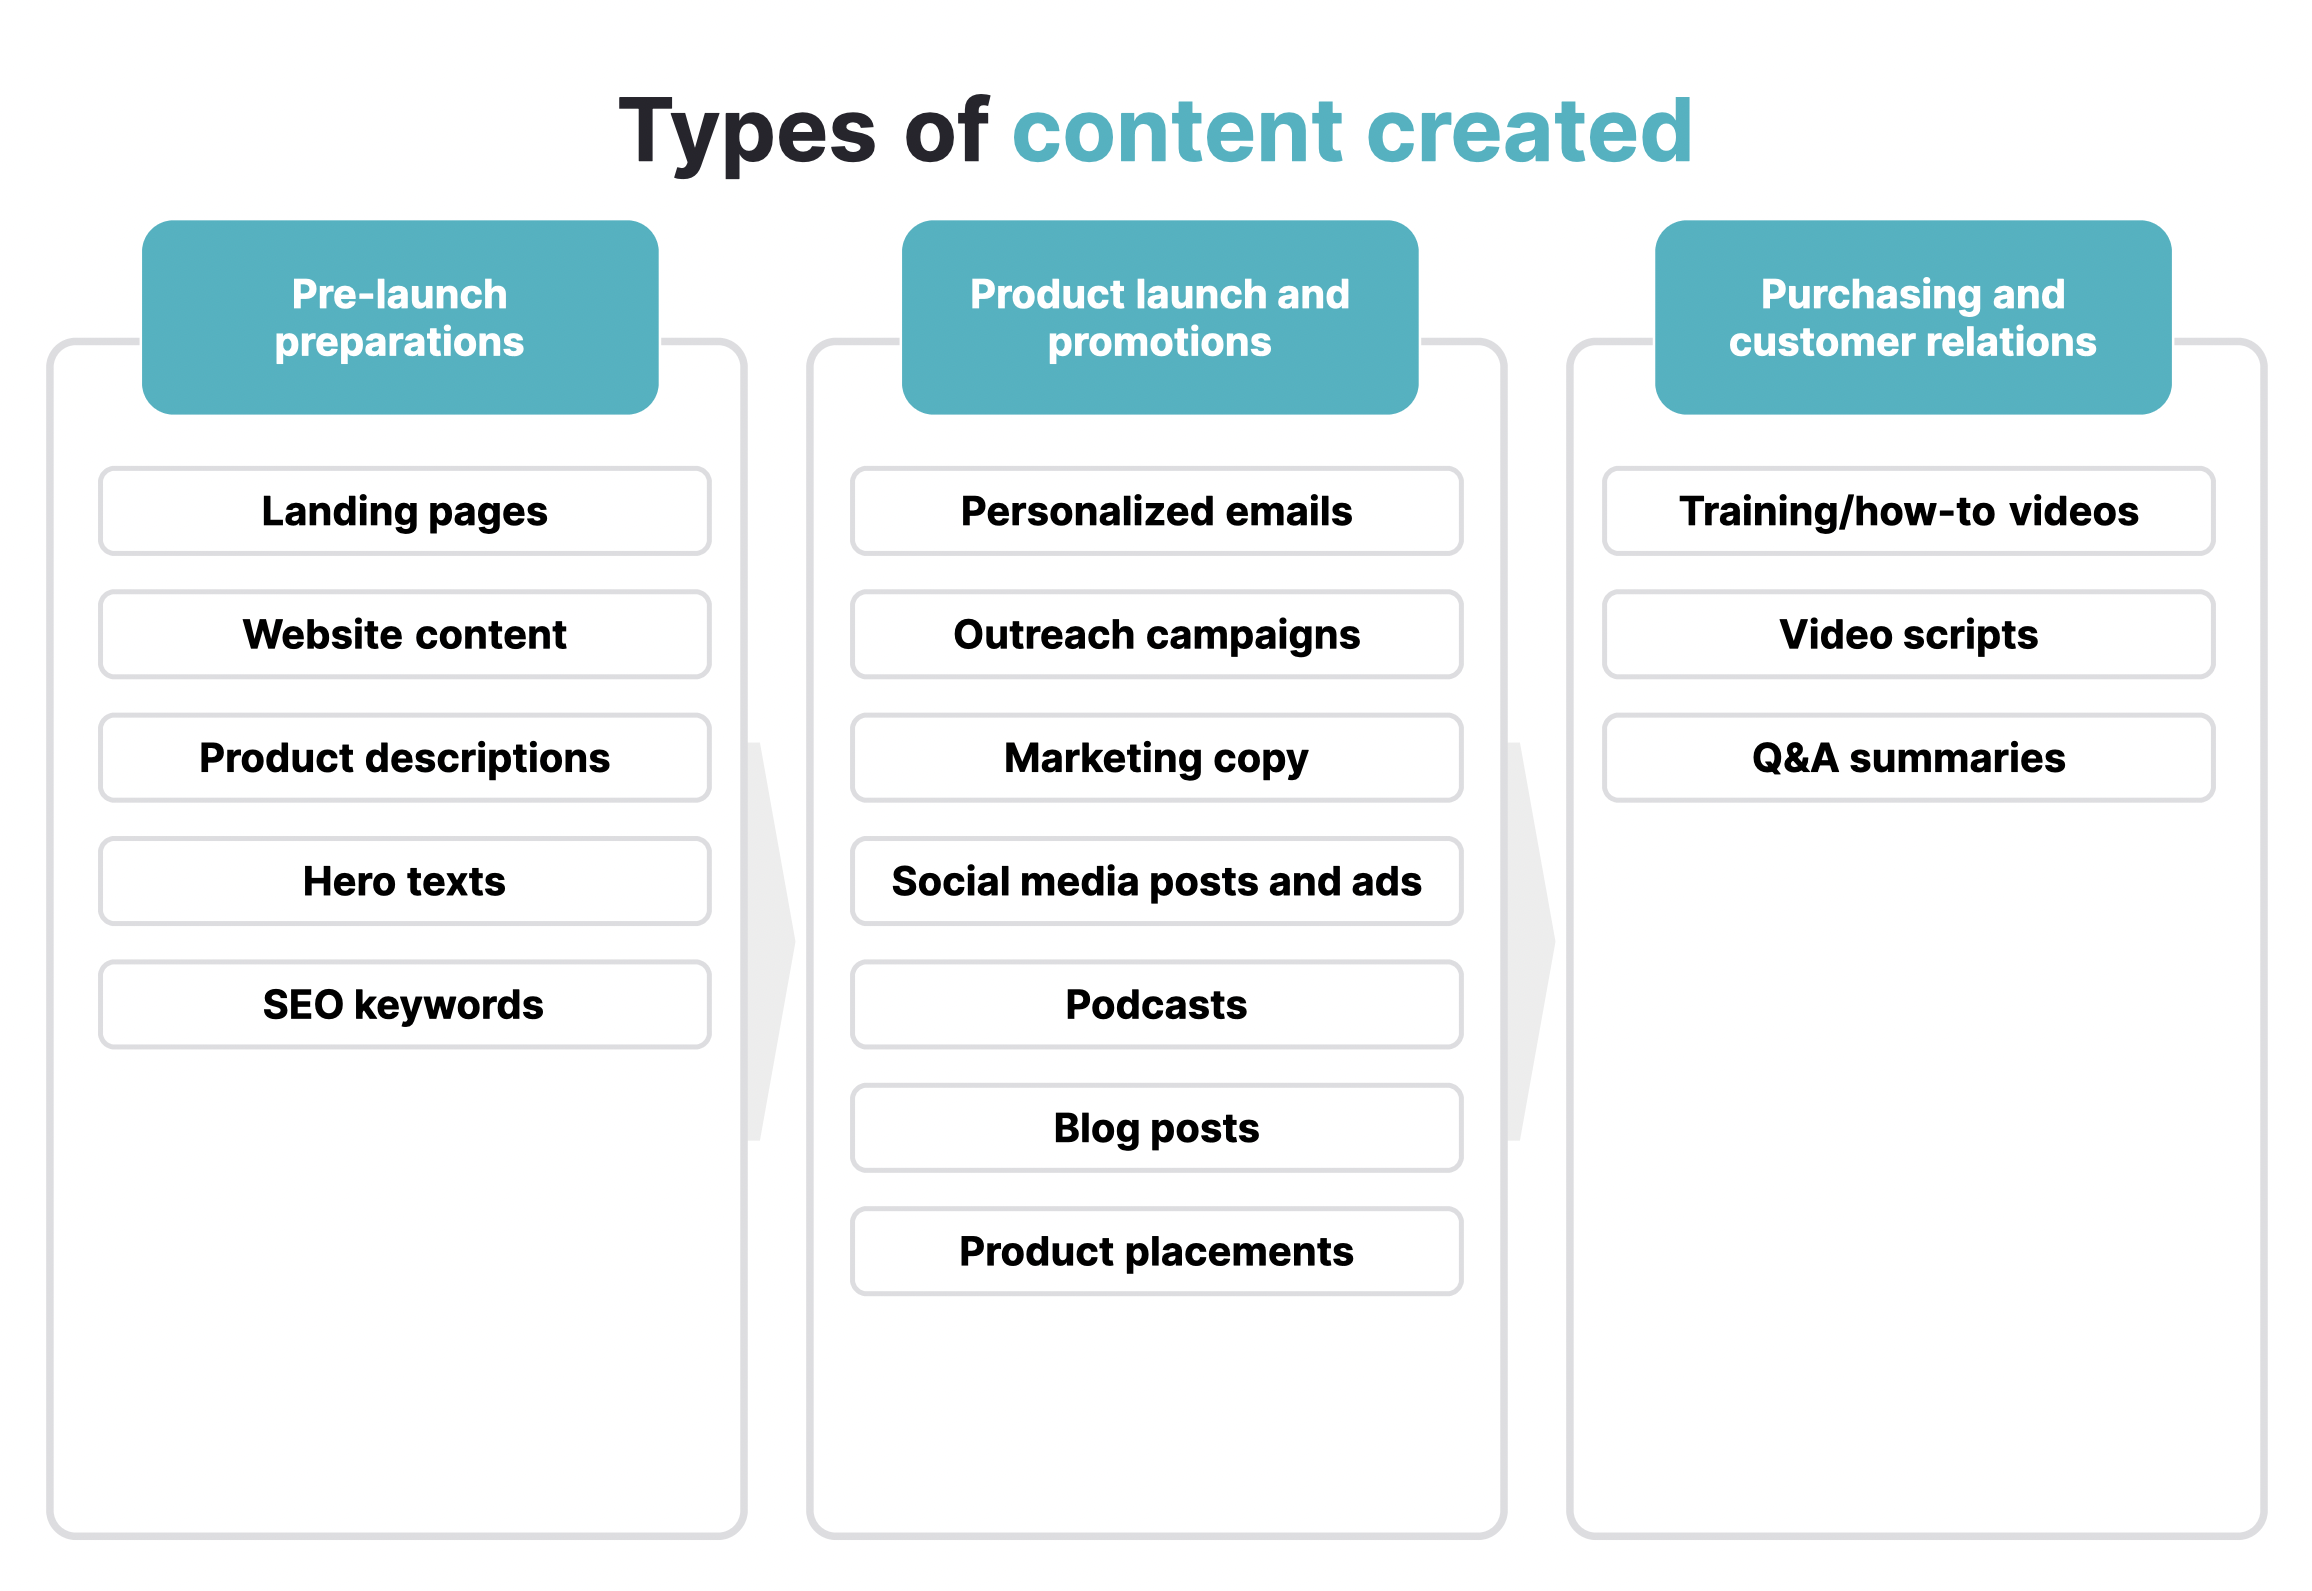 Types of content created
Pre-launch
preparations
Landing pages
Website content
Product descriptions
Hero texts
SEO keywords
Product launch and
promotions
Personalized emails
Outreach campaigns
Marketing copy
Social media posts and ads
Podcasts
Blog posts
Product placements
Purchasing and
customer relations
Training/how-to videos
Video scripts
Q&A summaries